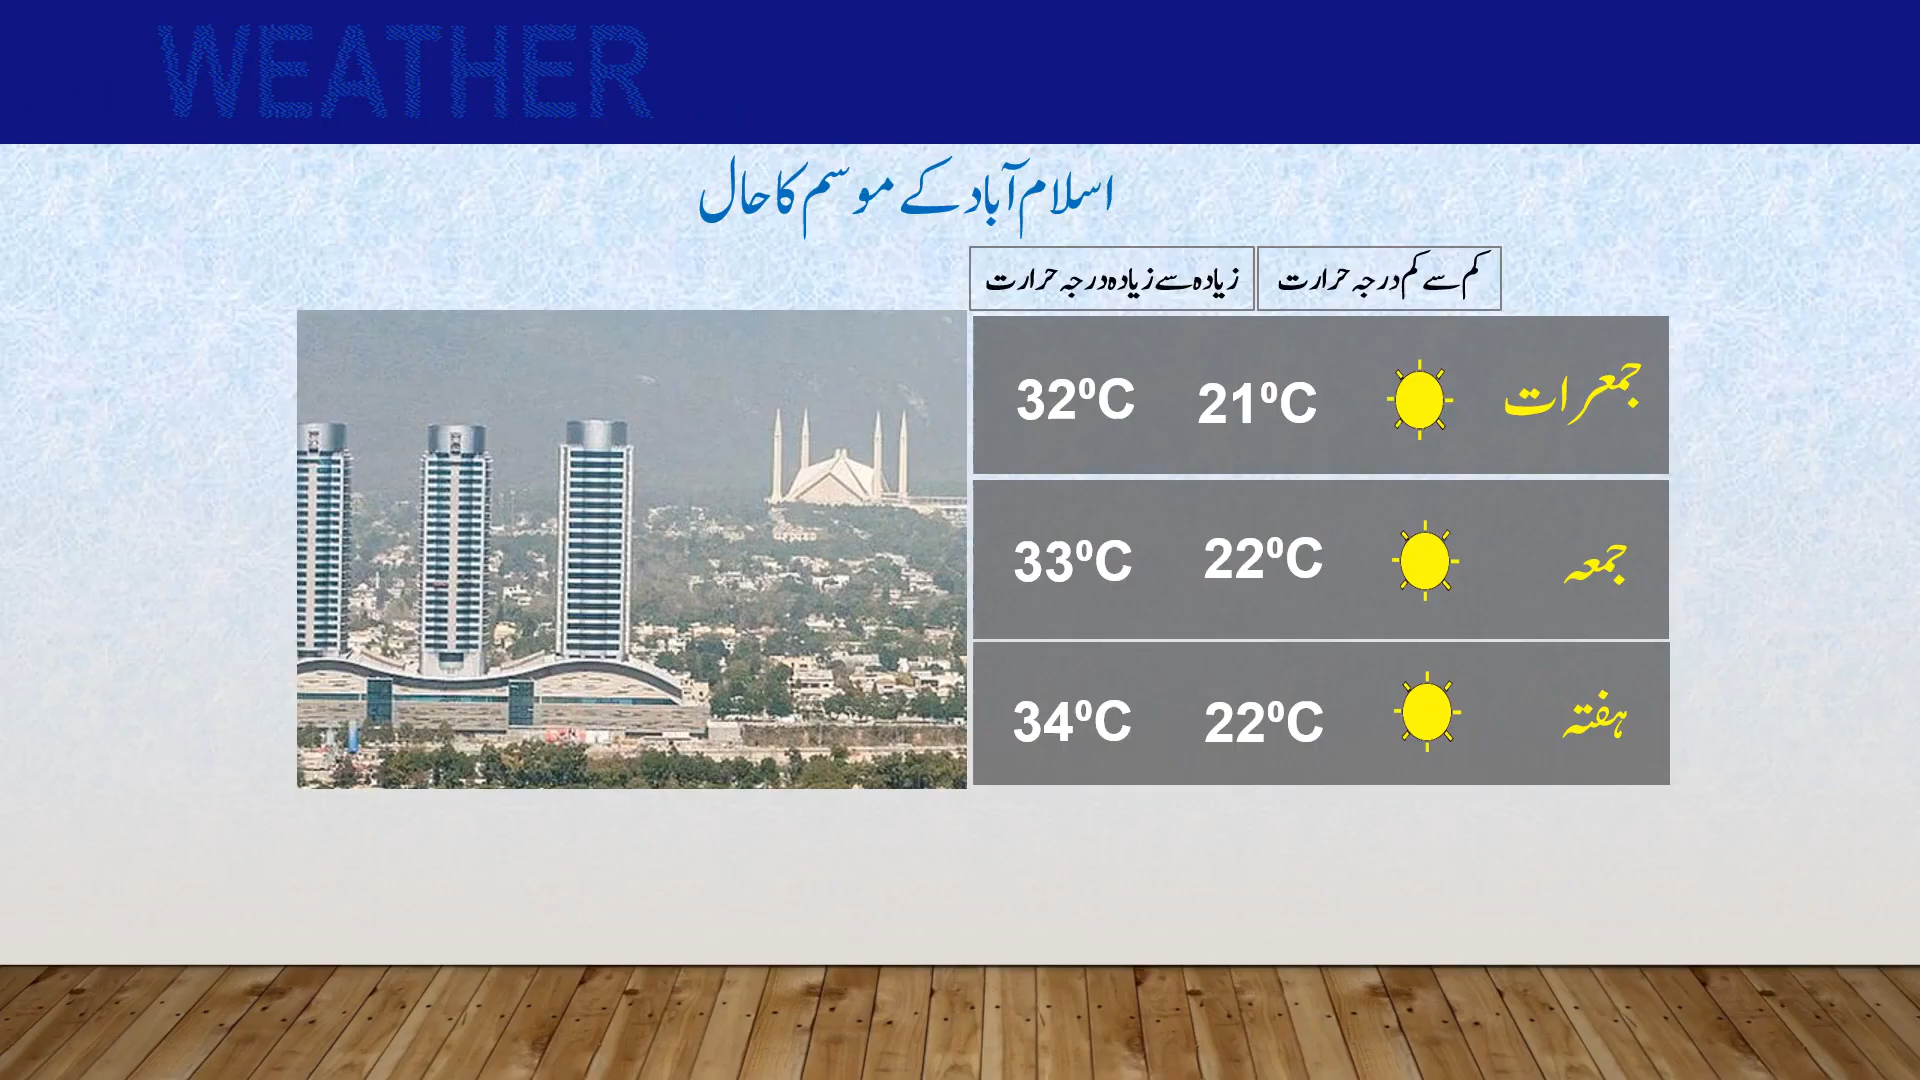 WEATHER
اسلام آباد کے موسم کا حال
کم سے کم درجہ حرارت زیادہ سے زیادہ درجہ حرارت
جمعرات 21⁰C 32⁰C
جمعہ 22⁰C 33⁰C
ہفتہ 22⁰C 34⁰C